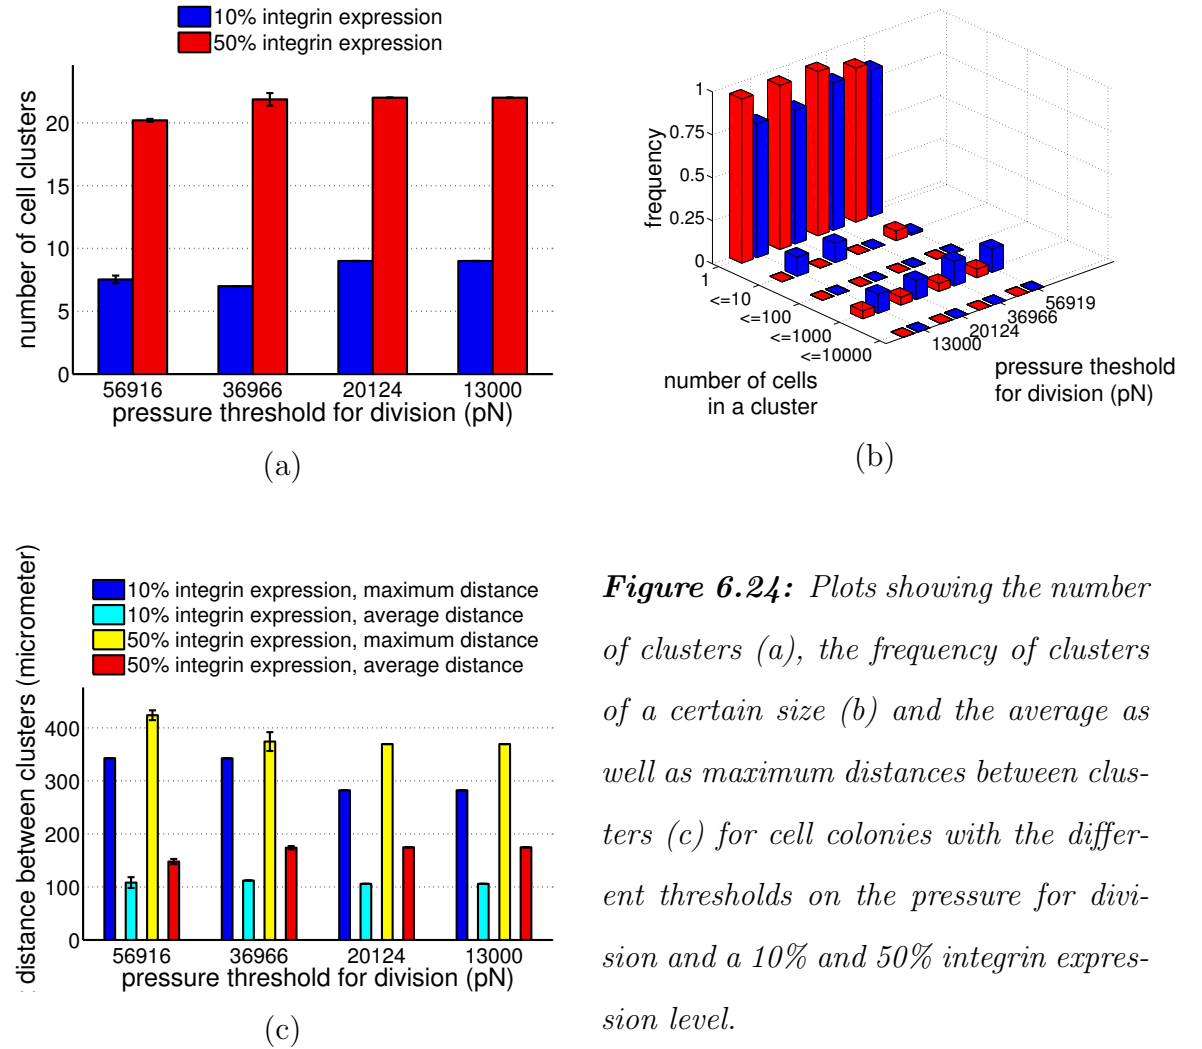 10% integrin expression
50% integrin expression
number of cell clusters
20
15
10
5
0
56916 36966 20124 13000
pressure threshold for division (pN)
(a)
frequency
1
0.75
0.5
0.25
0
1
<=10
<=100
<=1000
<=10000
number of cells
in a cluster
13000
20124
36966
56919
pressure theshold
for division (pN)
(b)
10% integrin expression, maximum distance
10% integrin expression, average distance
50% integrin expression, maximum distance
50% integrin expression, average distance
distance between clusters (micrometer)
400
300
200
100
0
56916 36966 20124 13000
pressure threshold for division (pN)
(c)
Figure 6.24: Plots showing the number
of clusters (a), the frequency of clusters
of a certain size (b) and the average as
well as maximum distances between clus-
ters (c) for cell colonies with the differ-
ent thresholds on the pressure for divi-
sion and a 10% and 50% integrin expres-
sion level.